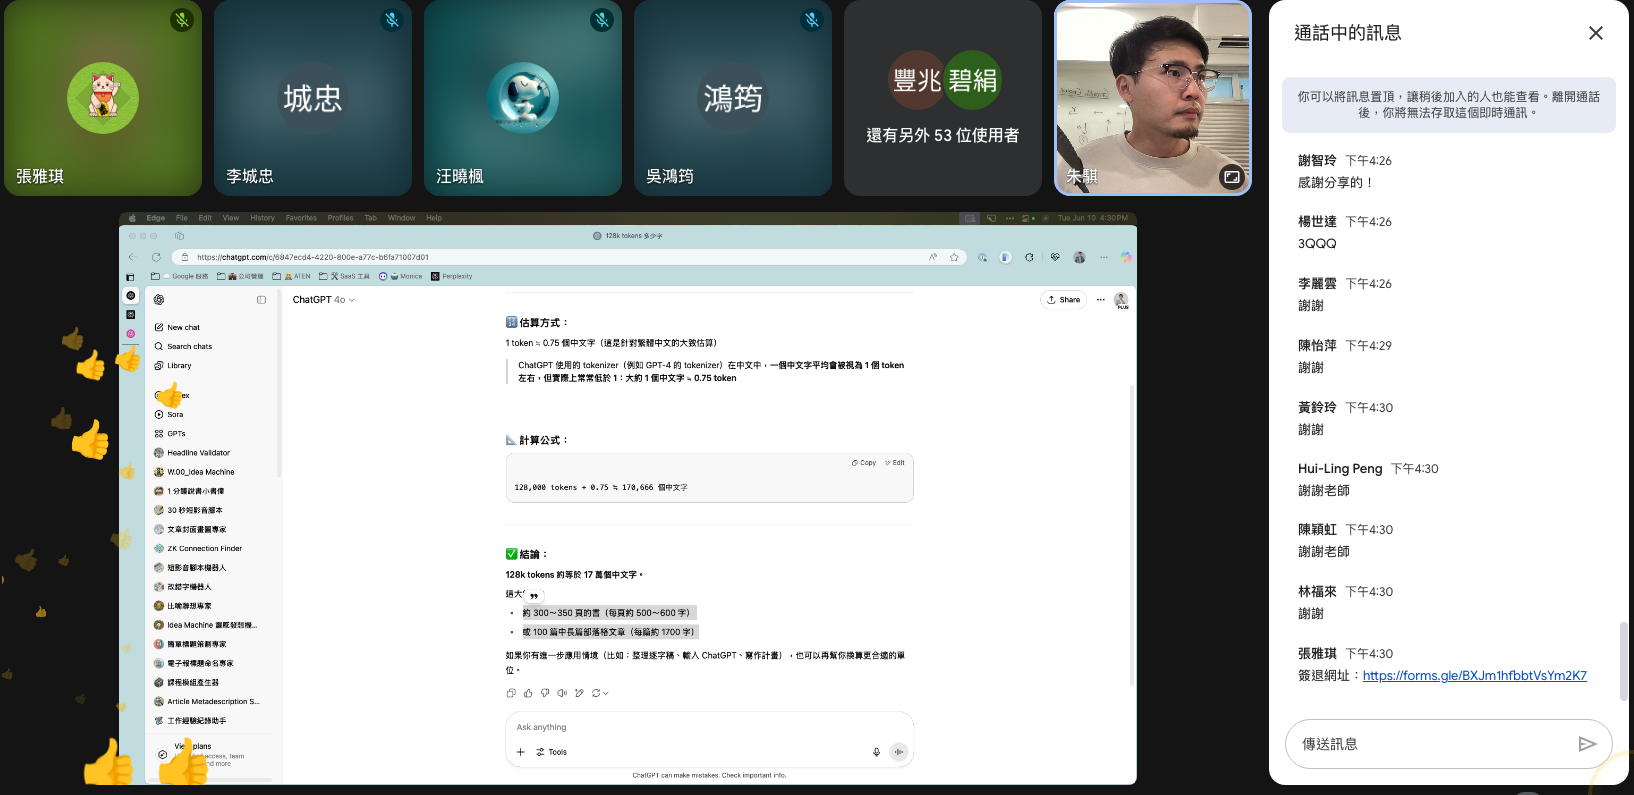 張雅琪
城忠
李城忠
汪曉楓
鴻筠
吳鴻筠
豐兆 碧絹
還有另外 53 位使用者
朱騏
Edge File Edit View History Favorites Profiles Tab Window Help
Tue Jun 10 4:30PM
128k tokens 多少字
https://chatgpt.com/c/6847ecd4-4220-800e-a77c-b6fa71007d01
Google 服務 公司營運 ATEN SaaS 工具 Monica Perplexity
ChatGPT 4o
Share
PLUS
New chat
Search chats
Library
Sora
GPTs
Headline Validator
W.00_Idea Machine
1 分鐘說書小書僮
30 秒短影音腳本
文章封面畫圖專家
ZK Connection Finder
短影音腳本機器人
改錯字機器人
比喻聯想專家
Idea Machine 靈感發想機...
簡單標題策劃專家
電子報標題命名專家
課程模組產生器
Article Metadescription S...
工作經驗紀錄助手
plans
access, team
nd more
估算方式：
1 token ≒ 0.75 個中文字（這是針對繁體中文的大致估算）
ChatGPT 使用的 tokenizer（例如 GPT-4 的 tokenizer）在中文中，一個中文字平均會被視為 1 個 token
左右，但實際上常常低於 1：大約 1 個中文字 ≒ 0.75 token
計算公式：
Copy Edit
128,000 tokens ÷ 0.75 ≒ 170,666 個中文字
結論：
128k tokens 約等於 17 萬個中文字。
這大
約 300～350 頁的書（每頁約 500～600 字）
或 100 篇中長篇部落格文章（每篇約 1700 字）
如果你有進一步應用情境（比如：整理逐字稿、輸入 ChatGPT、寫作計畫），也可以再幫你換算更合適的單
位。
Ask anything
Tools
ChatGPT can make mistakes. Check important info.
通話中的訊息
你可以將訊息置頂，讓稍後加入的人也能查看。離開通話
後，你將無法存取這個即時通訊。
謝智玲 下午4:26
感謝分享的！
楊世達 下午4:26
3QQQ
李麗雲 下午4:26
謝謝
陳怡萍 下午4:29
謝謝
黃鈴玲 下午4:30
謝謝
Hui-Ling Peng 下午4:30
謝謝老師
陳穎虹 下午4:30
謝謝老師
林福來 下午4:30
謝謝
張雅琪 下午4:30
簽退網址：https://forms.gle/BXJm1hfbbtVsYm2K7
傳送訊息